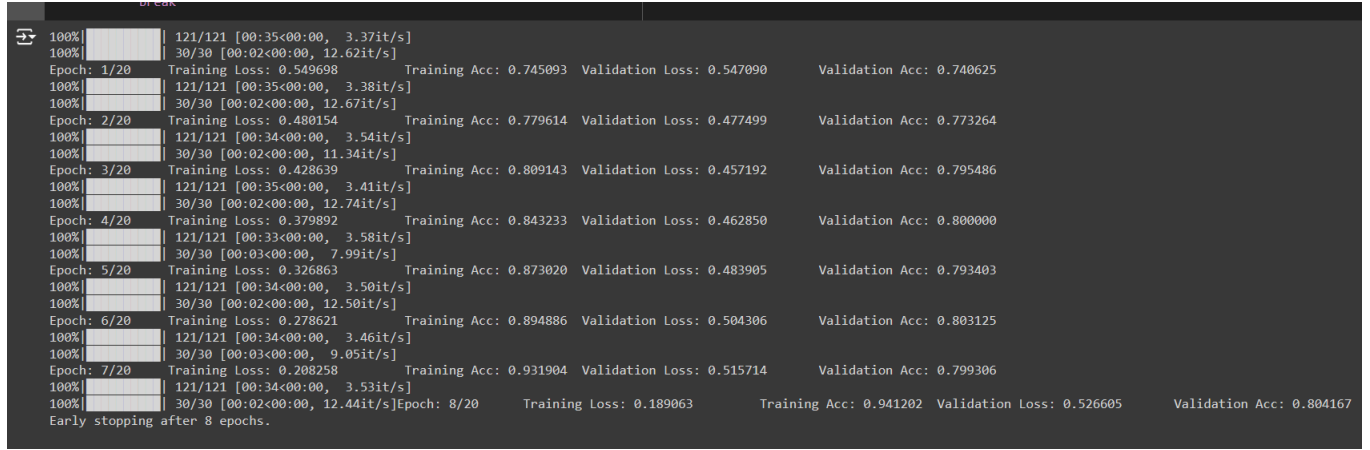 break
100%|██████████| 121/121 [00:35<00:00,  3.37it/s]
100%|██████████| 30/30 [00:02<00:00, 12.62it/s]
Epoch: 1/20 Training Loss: 0.549698 Training Acc: 0.745093 Validation Loss: 0.547090 Validation Acc: 0.740625
100%|██████████| 121/121 [00:35<00:00,  3.38it/s]
100%|██████████| 30/30 [00:02<00:00, 12.67it/s]
Epoch: 2/20 Training Loss: 0.480154 Training Acc: 0.779614 Validation Loss: 0.477499 Validation Acc: 0.773264
100%|██████████| 121/121 [00:34<00:00,  3.54it/s]
100%|██████████| 30/30 [00:02<00:00, 11.34it/s]
Epoch: 3/20 Training Loss: 0.428639 Training Acc: 0.809143 Validation Loss: 0.457192 Validation Acc: 0.795486
100%|██████████| 121/121 [00:35<00:00,  3.41it/s]
100%|██████████| 30/30 [00:02<00:00, 12.74it/s]
Epoch: 4/20 Training Loss: 0.379892 Training Acc: 0.843233 Validation Loss: 0.462850 Validation Acc: 0.800000
100%|██████████| 121/121 [00:33<00:00,  3.58it/s]
100%|██████████| 30/30 [00:03<00:00,  7.99it/s]
Epoch: 5/20 Training Loss: 0.326863 Training Acc: 0.873020 Validation Loss: 0.483905 Validation Acc: 0.793403
100%|██████████| 121/121 [00:34<00:00,  3.50it/s]
100%|██████████| 30/30 [00:02<00:00, 12.50it/s]
Epoch: 6/20 Training Loss: 0.278621 Training Acc: 0.894886 Validation Loss: 0.504306 Validation Acc: 0.803125
100%|██████████| 121/121 [00:34<00:00,  3.46it/s]
100%|██████████| 30/30 [00:03<00:00,  9.05it/s]
Epoch: 7/20 Training Loss: 0.208258 Training Acc: 0.931904 Validation Loss: 0.515714 Validation Acc: 0.799306
100%|██████████| 121/121 [00:34<00:00,  3.53it/s]
100%|██████████| 30/30 [00:02<00:00, 12.44it/s]Epoch: 8/20 Training Loss: 0.189063 Training Acc: 0.941202 Validation Loss: 0.526605 Validation Acc: 0.804167
Early stopping after 8 epochs.